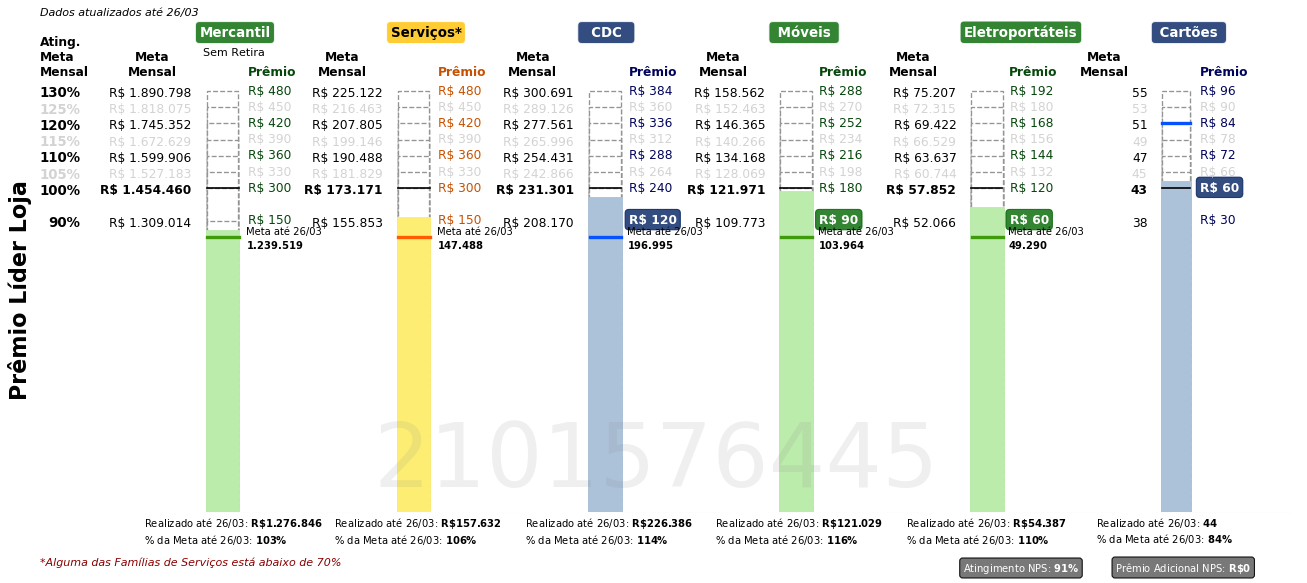 Dados atualizados até 26/03
Mercantil Serviços* CDC Móveis Eletroportáteis Cartões
Sem Retira
Ating. Meta Mensal Meta Mensal Prêmio Meta Mensal Prêmio Meta Mensal Prêmio Meta Mensal Prêmio Meta Mensal Prêmio Meta Mensal Prêmio
130% R$ 1.890.798 R$ 480 R$ 225.122 R$ 480 R$ 300.691 R$ 384 R$ 158.562 R$ 288 R$ 75.207 R$ 192 55 R$ 96
125% R$ 1.818.075 R$ 450 R$ 216.463 R$ 450 R$ 289.126 R$ 360 R$ 152.463 R$ 270 R$ 72.315 R$ 180 53 R$ 90
120% R$ 1.745.352 R$ 420 R$ 207.805 R$ 420 R$ 277.561 R$ 336 R$ 146.365 R$ 252 R$ 69.422 R$ 168 51 R$ 84
115% R$ 1.672.629 R$ 390 R$ 199.146 R$ 390 R$ 265.996 R$ 312 R$ 140.266 R$ 234 R$ 66.529 R$ 156 49 R$ 78
110% R$ 1.599.906 R$ 360 R$ 190.488 R$ 360 R$ 254.431 R$ 288 R$ 134.168 R$ 216 R$ 63.637 R$ 144 47 R$ 72
105% R$ 1.527.183 R$ 330 R$ 181.829 R$ 330 R$ 242.866 R$ 264 R$ 128.069 R$ 198 R$ 60.744 R$ 132 45 R$ 66
100% R$ 1.454.460 R$ 300 R$ 173.171 R$ 300 R$ 231.301 R$ 240 R$ 121.971 R$ 180 R$ 57.852 R$ 120 43 R$ 60
90% R$ 1.309.014 R$ 150 R$ 155.853 R$ 150 R$ 208.170 R$ 120 R$ 109.773 R$ 90 R$ 52.066 R$ 60 38 R$ 30
Meta até 26/03 Meta até 26/03 Meta até 26/03 Meta até 26/03 Meta até 26/03
1.239.519 147.488 196.995 103.964 49.290
Prêmio Líder Loja
2101576445
Realizado até 26/03: R$1.276.846 Realizado até 26/03: R$157.632 Realizado até 26/03: R$226.386 Realizado até 26/03: R$121.029 Realizado até 26/03: R$54.387 Realizado até 26/03: 44
% da Meta até 26/03: 103% % da Meta até 26/03: 106% % da Meta até 26/03: 114% % da Meta até 26/03: 116% % da Meta até 26/03: 110% % da Meta até 26/03: 84%
*Alguma das Famílias de Serviços está abaixo de 70% Atingimento NPS: 91% Prêmio Adicional NPS: R$0